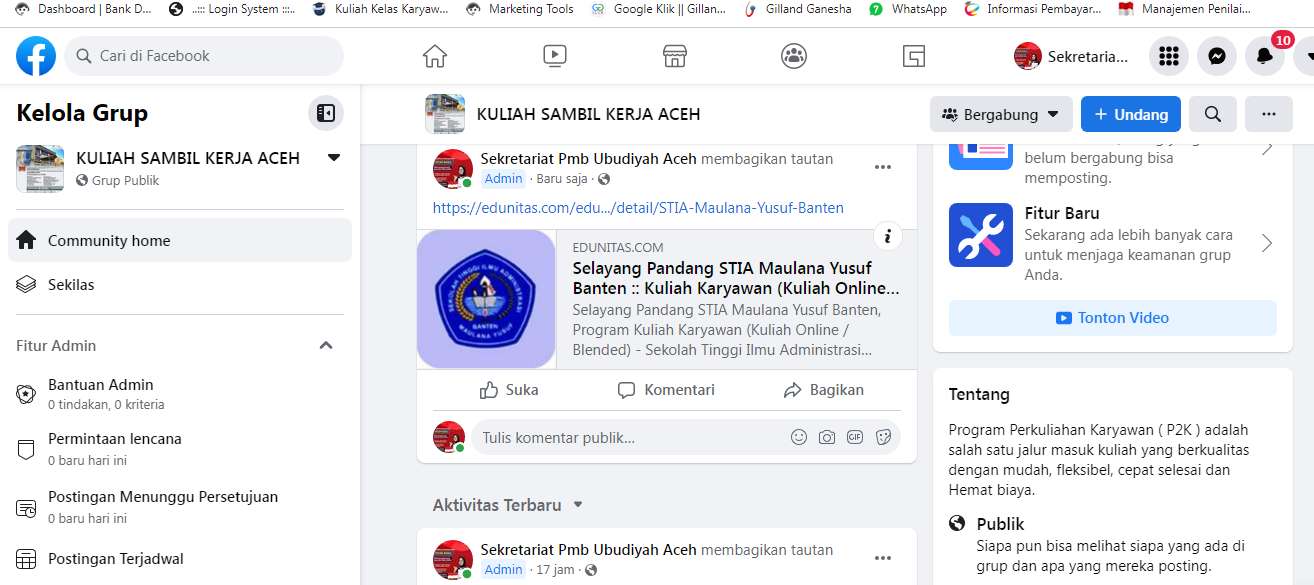 Dashboard | Bank D...
..::: Login System :::..
Kuliah Kelas Karyaw...
Marketing Tools
Google Klik || Gillan...
Gilland Ganesha
WhatsApp
Informasi Pembayar...
Manajemen Penilai...
Cari di Facebook
Sekretaria...
10
Kelola Grup
KULIAH SAMBIL KERJA ACEH
Grup Publik
Community home
Sekilas
Fitur Admin
Bantuan Admin
0 tindakan, 0 kriteria
Permintaan lencana
0 baru hari ini
Postingan Menunggu Persetujuan
0 baru hari ini
Postingan Terjadwal
KULIAH SAMBIL KERJA ACEH
Bergabung
+ Undang
Sekretariat Pmb Ubudiyah Aceh membagikan tautan
Admin · Baru saja ·
https://edunitas.com/edu.../detail/STIA-Maulana-Yusuf-Banten
SEKOLAH TINGGI ILMU ADMINISTRASI
BANTEN
MAULANA YUSUF
EDUNITAS.COM
Selayang Pandang STIA Maulana Yusuf
Banten :: Kuliah Karyawan (Kuliah Online...
Selayang Pandang STIA Maulana Yusuf Banten,
Program Kuliah Karyawan (Kuliah Online /
Blended) - Sekolah Tinggi Ilmu Administrasi...
Suka
Komentari
Bagikan
Tulis komentar publik...
GIF
Aktivitas Terbaru
Sekretariat Pmb Ubudiyah Aceh membagikan tautan
Admin · 17 jam ·
belum bergabung bisa
memposting.
Fitur Baru
Sekarang ada lebih banyak cara
untuk menjaga keamanan grup
Anda.
Tonton Video
Tentang
Program Perkuliahan Karyawan ( P2K ) adalah
salah satu jalur masuk kuliah yang berkualitas
dengan mudah, fleksibel, cepat selesai dan
Hemat biaya.
Publik
Siapa pun bisa melihat siapa yang ada di
grup dan apa yang mereka posting.